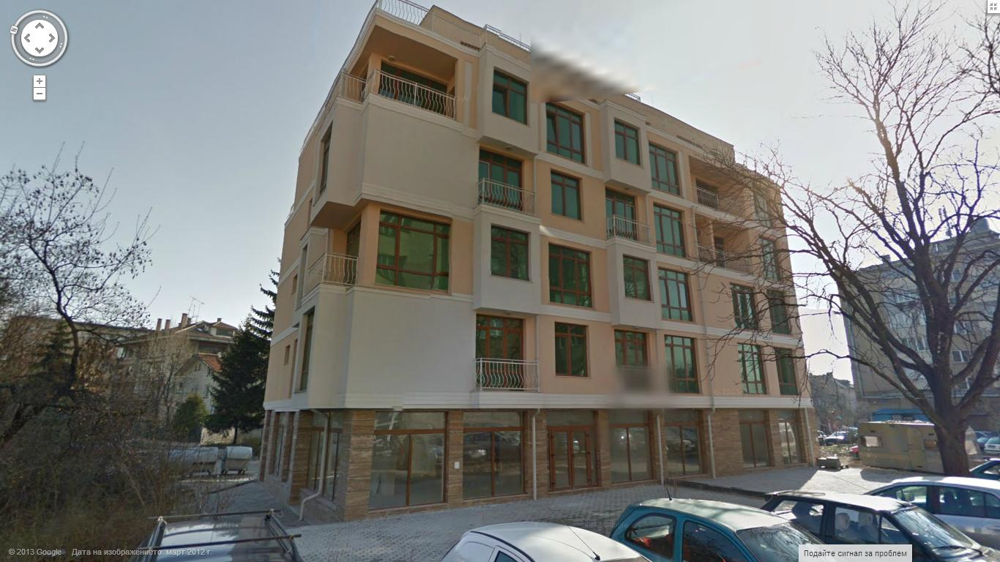 N
© 2013 Google Дата на изображението: март 2012 г.
Подайте сигнал за проблем